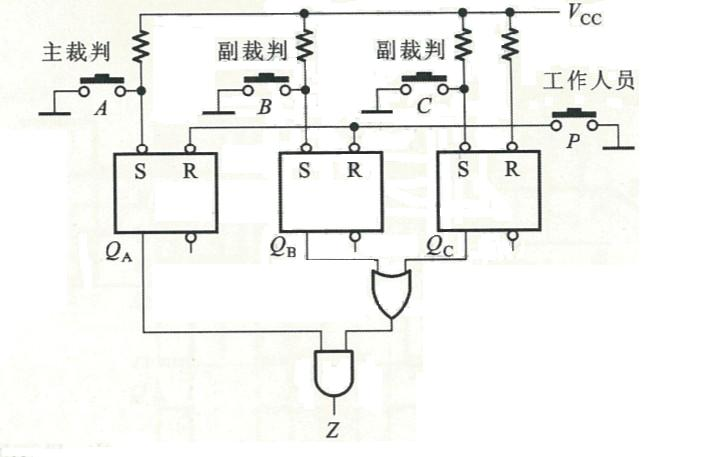 V_CC
主裁判 副裁判 副裁判
工作人员
A B C
P
S R S R S R
Q_A Q_B Q_C
Z